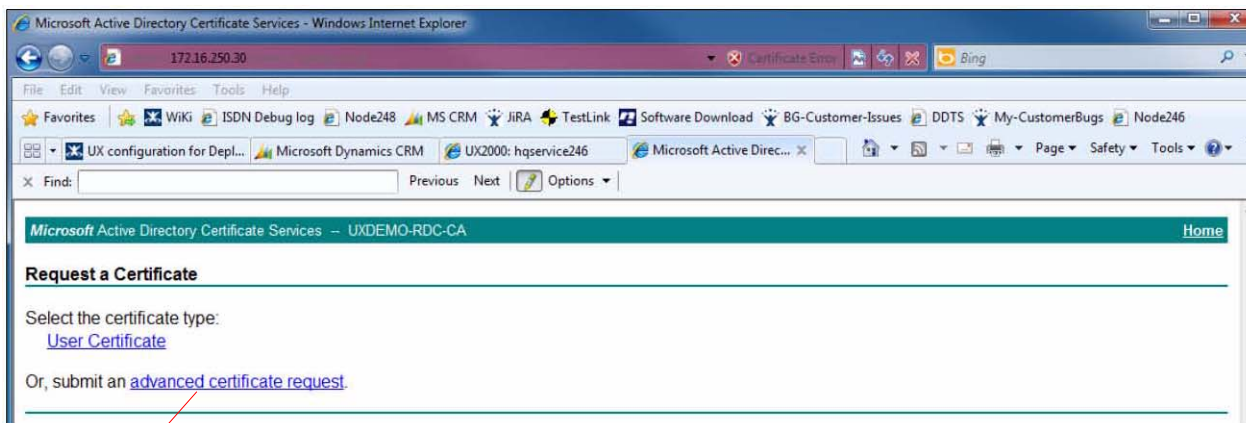 Microsoft Active Directory Certificate Services - Windows Internet Explorer
172.16.250.30 Certificate Error Bing
File Edit View Favorites Tools Help
Favorites WiKi ISDN Debug log Node248 MS CRM JiRA TestLink Software Download BG-Customer-Issues DDTS My-CustomerBugs Node246
UX configuration for Depl... Microsoft Dynamics CRM UX2000: hqservice246 Microsoft Active Direc... Page Safety Tools
x Find: Previous Next Options
Microsoft Active Directory Certificate Services -- UXDEMO-RDC-CA Home
Request a Certificate
Select the certificate type:
User Certificate
Or, submit an advanced certificate request.